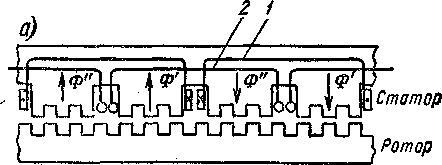 а)
2 1
Ф" Ф' Ф" Ф'
Статор
Ротор